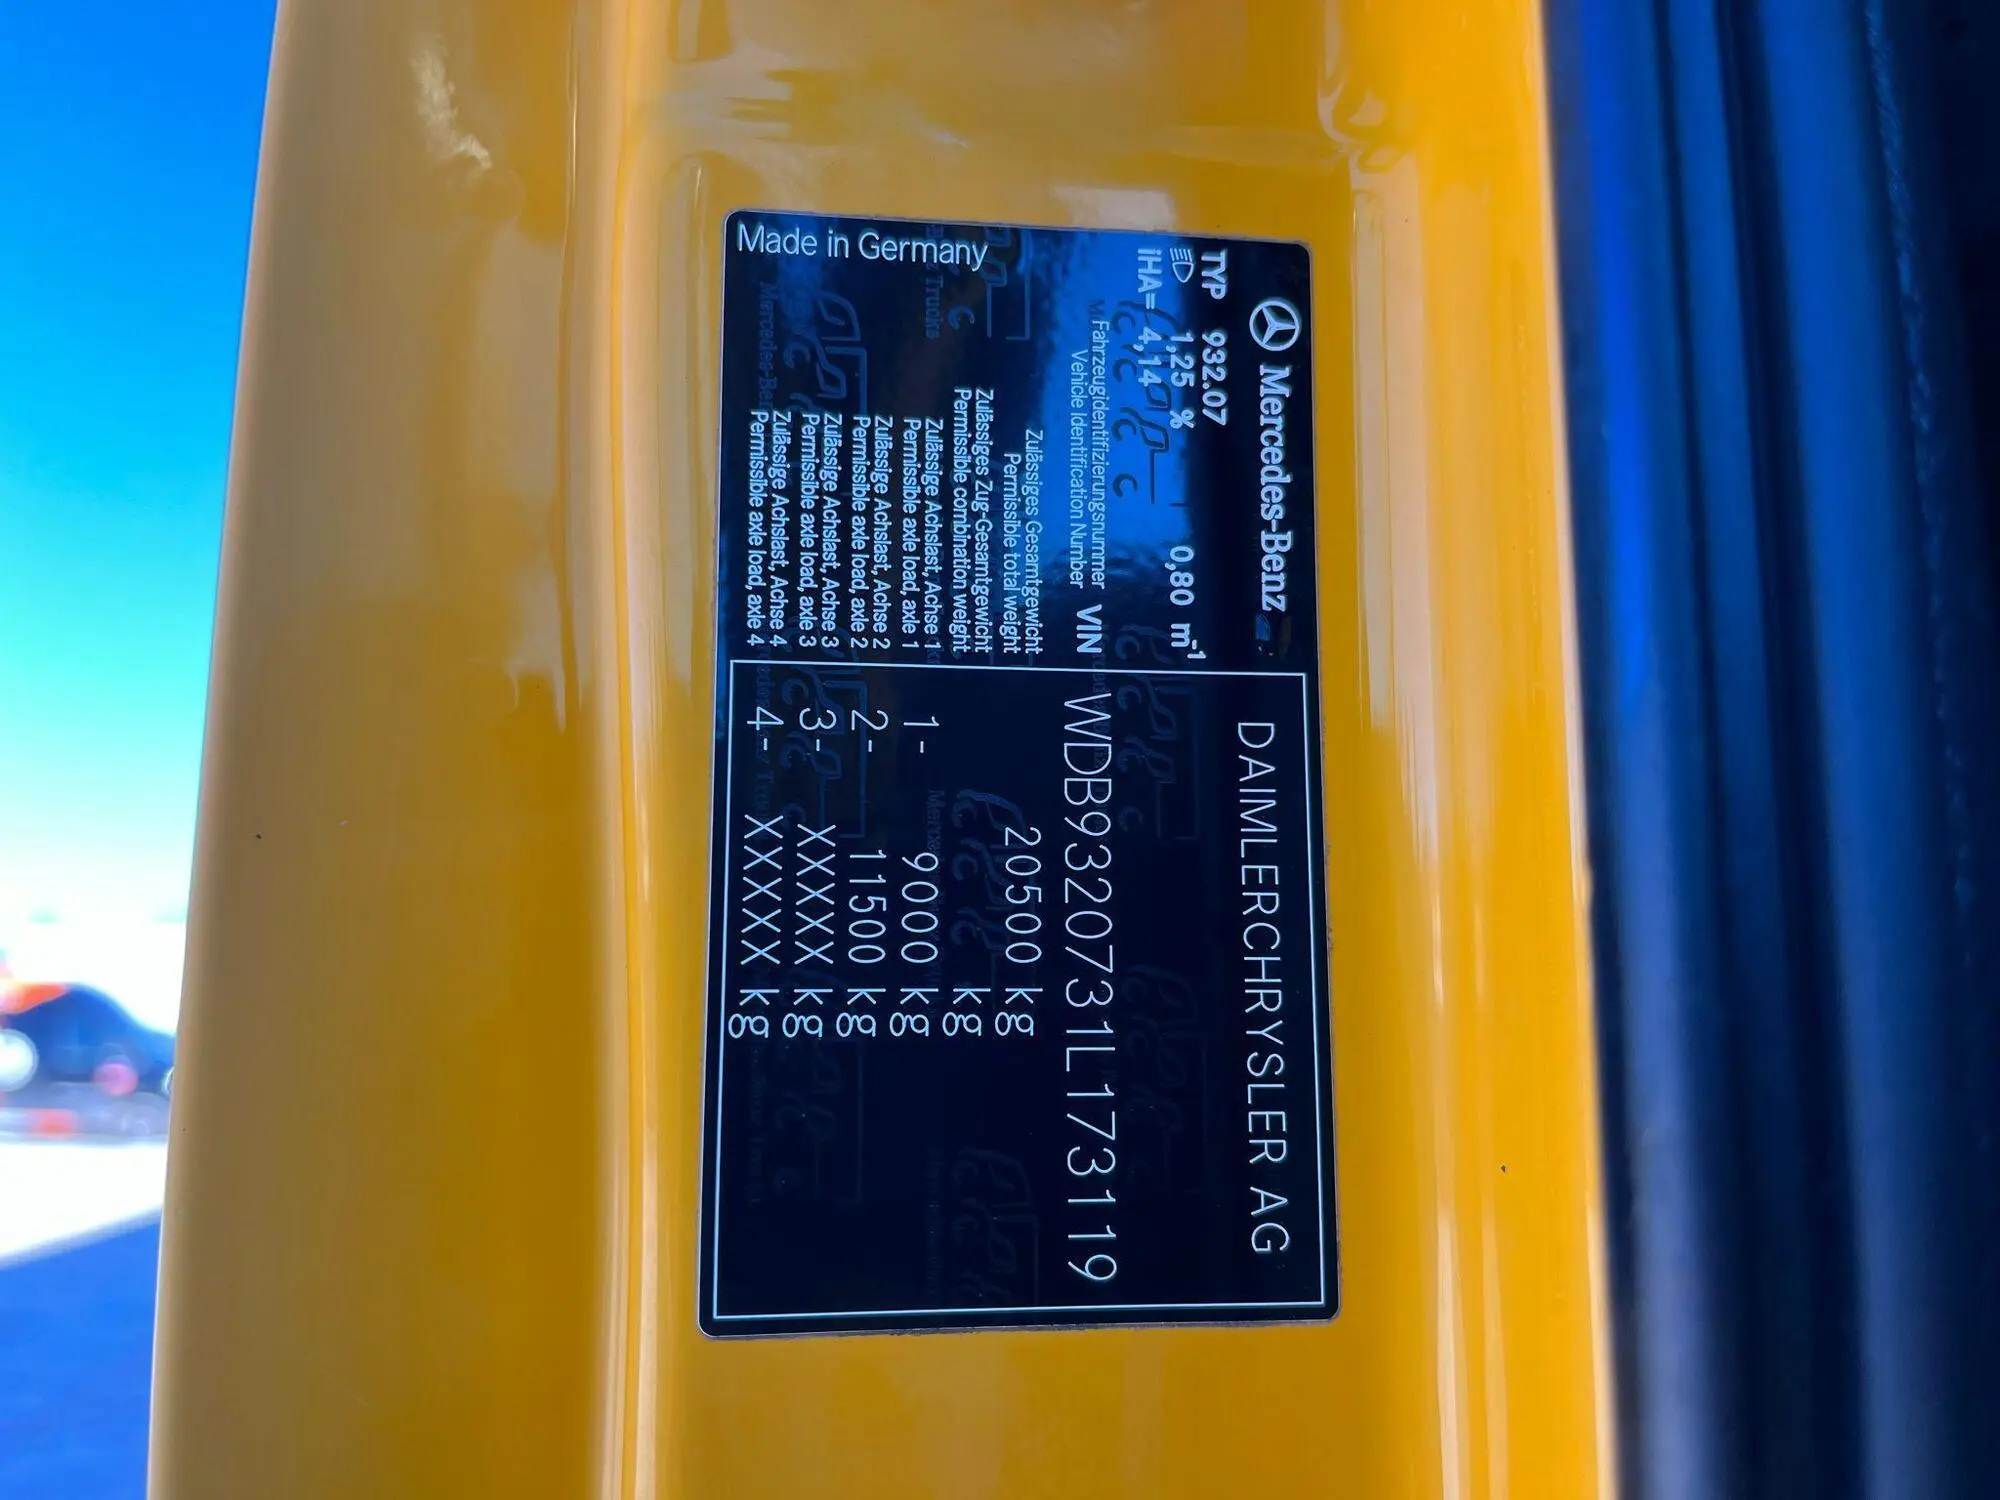 Mercedes-Benz
DAIMLERCHRYSLER AG
TYP 932.07
1,25 % 0,80 m⁻¹
iHA= 4,14
Fahrzeugidentifizierungsnummer
Vehicle Identification Number VIN WDB9320731L173119
Zulässiges Gesamtgewicht
Permissible total weight 20500 kg
Zulässiges Zug-Gesamtgewicht
Permissible combination weight kg
Zulässige Achslast, Achse 1
Permissible axle load, axle 1 1- 9000 kg
Zulässige Achslast, Achse 2
Permissible axle load, axle 2 2- 11500 kg
Zulässige Achslast, Achse 3
Permissible axle load, axle 3 3- XXXXX kg
Zulässige Achslast, Achse 4
Permissible axle load, axle 4 4- XXXXX kg
Made in Germany